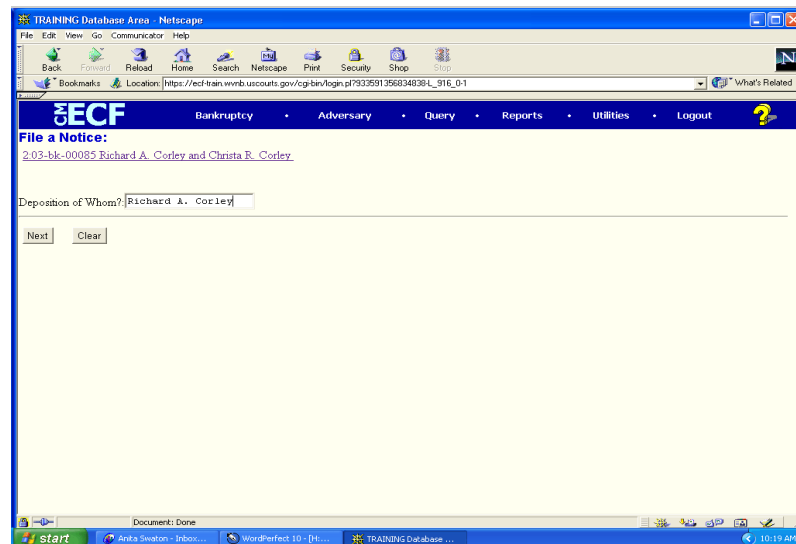 TRAINING Database Area - Netscape
File Edit View Go Communicator Help
Back Forward Reload Home Search Netscape Print Security Shop Stop
My
N
Bookmarks Location: https://ecf-train.wvnb.uscourts.gov/cgi-bin/login.pl?933591356834838-L_916_0-1 What's Related
CM ECF Bankruptcy • Adversary • Query • Reports • Utilities • Logout ?
File a Notice:
2:03-bk-00085 Richard A. Corley and Christa R. Corley
Deposition of Whom?: Richard A. Corley
Next Clear
Document: Done
start Anita Swaton - Inbox... WordPerfect 10 - [H:... TRAINING Database ... 10:19 AM